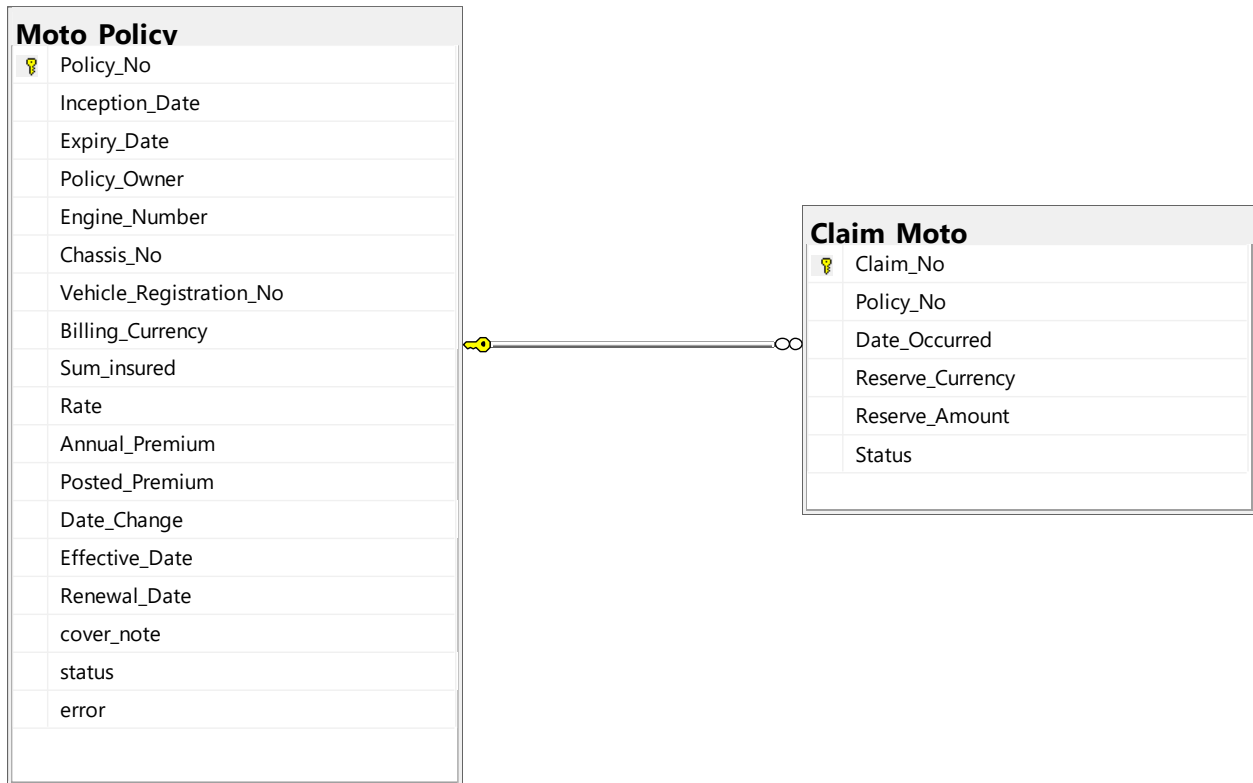 Moto Policy
Policy_No
Inception_Date
Expiry_Date
Policy_Owner
Engine_Number
Chassis_No
Vehicle_Registration_No
Billing_Currency
Sum_insured
Rate
Annual_Premium
Posted_Premium
Date_Change
Effective_Date
Renewal_Date
cover_note
status
error
Claim Moto
Claim_No
Policy_No
Date_Occurred
Reserve_Currency
Reserve_Amount
Status